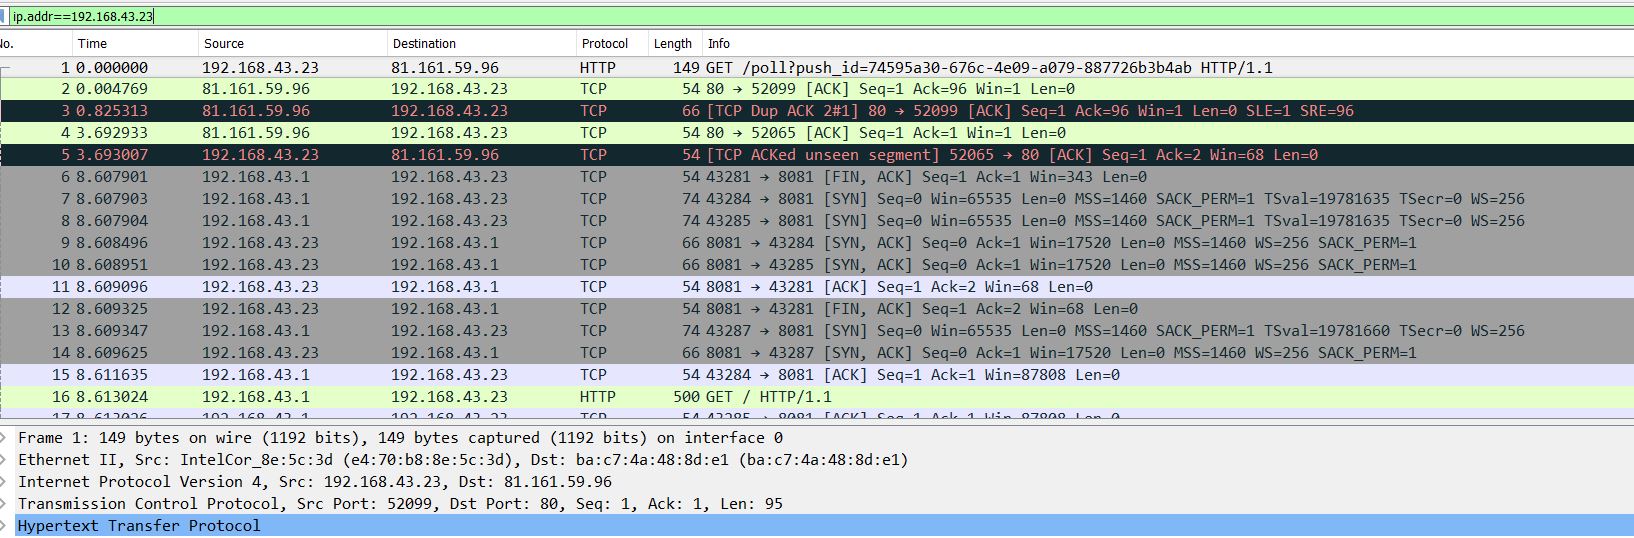 ip.addr==192.168.43.23
No. Time Source Destination Protocol Length Info
1 0.000000 192.168.43.23 81.161.59.96 HTTP 149 GET /poll?push_id=74595a30-676c-4e09-a079-887726b3b4ab HTTP/1.1
2 0.004769 81.161.59.96 192.168.43.23 TCP 54 80 → 52099 [ACK] Seq=1 Ack=96 Win=1 Len=0
3 0.825313 81.161.59.96 192.168.43.23 TCP 66 [TCP Dup ACK 2#1] 80 → 52099 [ACK] Seq=1 Ack=96 Win=1 Len=0 SLE=1 SRE=96
4 3.692933 81.161.59.96 192.168.43.23 TCP 54 80 → 52065 [ACK] Seq=1 Ack=1 Win=1 Len=0
5 3.693007 192.168.43.23 81.161.59.96 TCP 54 [TCP ACKed unseen segment] 52065 → 80 [ACK] Seq=1 Ack=2 Win=68 Len=0
6 8.607901 192.168.43.1 192.168.43.23 TCP 54 43281 → 8081 [FIN, ACK] Seq=1 Ack=1 Win=343 Len=0
7 8.607903 192.168.43.1 192.168.43.23 TCP 74 43284 → 8081 [SYN] Seq=0 Win=65535 Len=0 MSS=1460 SACK_PERM=1 TSval=19781635 TSecr=0 WS=256
8 8.607904 192.168.43.1 192.168.43.23 TCP 74 43285 → 8081 [SYN] Seq=0 Win=65535 Len=0 MSS=1460 SACK_PERM=1 TSval=19781635 TSecr=0 WS=256
9 8.608496 192.168.43.23 192.168.43.1 TCP 66 8081 → 43284 [SYN, ACK] Seq=0 Ack=1 Win=17520 Len=0 MSS=1460 WS=256 SACK_PERM=1
10 8.608951 192.168.43.23 192.168.43.1 TCP 66 8081 → 43285 [SYN, ACK] Seq=0 Ack=1 Win=17520 Len=0 MSS=1460 WS=256 SACK_PERM=1
11 8.609096 192.168.43.23 192.168.43.1 TCP 54 8081 → 43281 [ACK] Seq=1 Ack=2 Win=68 Len=0
12 8.609325 192.168.43.23 192.168.43.1 TCP 54 8081 → 43281 [FIN, ACK] Seq=1 Ack=2 Win=68 Len=0
13 8.609347 192.168.43.1 192.168.43.23 TCP 74 43287 → 8081 [SYN] Seq=0 Win=65535 Len=0 MSS=1460 SACK_PERM=1 TSval=19781660 TSecr=0 WS=256
14 8.609625 192.168.43.23 192.168.43.1 TCP 66 8081 → 43287 [SYN, ACK] Seq=0 Ack=1 Win=17520 Len=0 MSS=1460 WS=256 SACK_PERM=1
15 8.611635 192.168.43.1 192.168.43.23 TCP 54 43284 → 8081 [ACK] Seq=1 Ack=1 Win=87808 Len=0
16 8.613024 192.168.43.1 192.168.43.23 HTTP 500 GET / HTTP/1.1
17 8.613026 192.168.43.1 192.168.43.23 TCP 54 43285 → 8081 [ACK] Seq=1 Ack=1 Win=87808 Len=0
Frame 1: 149 bytes on wire (1192 bits), 149 bytes captured (1192 bits) on interface 0
Ethernet II, Src: IntelCor_8e:5c:3d (e4:70:b8:8e:5c:3d), Dst: ba:c7:4a:48:8d:e1 (ba:c7:4a:48:8d:e1)
Internet Protocol Version 4, Src: 192.168.43.23, Dst: 81.161.59.96
Transmission Control Protocol, Src Port: 52099, Dst Port: 80, Seq: 1, Ack: 1, Len: 95
Hypertext Transfer Protocol